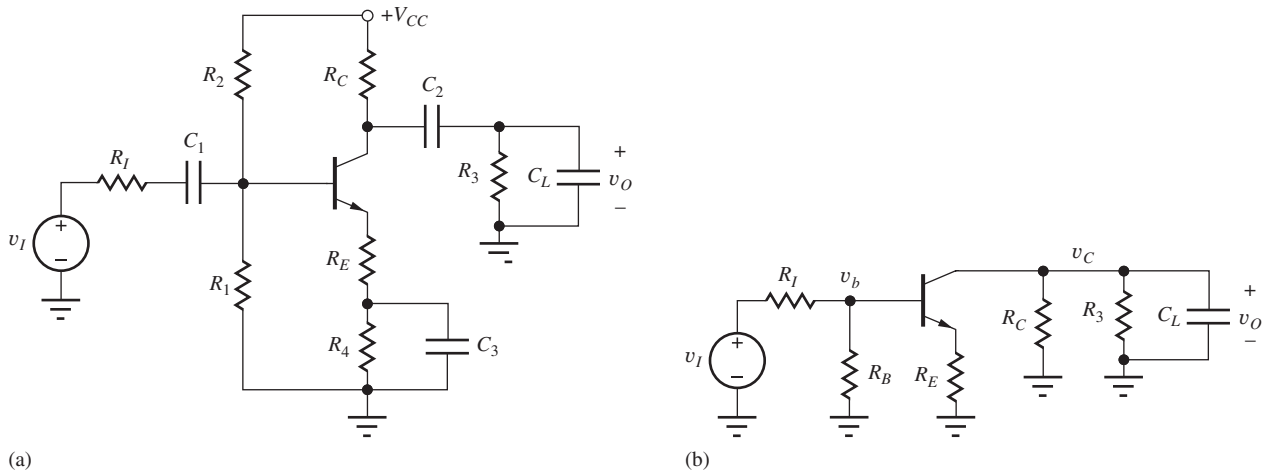 +V_CC
R_2
R_C
C_2
R_I
C_1
R_3
C_L
+
v_O
−
v_I
+
−
R_1
R_E
R_4
C_3
(a)
R_I
v_b
v_C
R_C
R_3
C_L
+
v_O
−
v_I
+
−
R_B
R_E
(b)